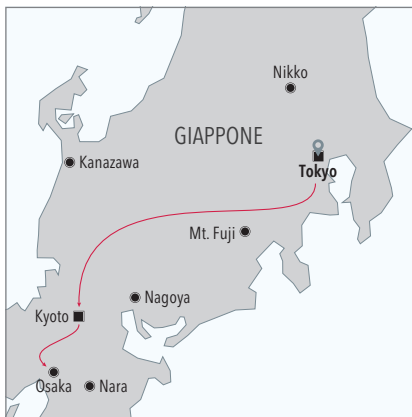 Nikko
GIAPPONE
Kanazawa
Tokyo
Mt. Fuji
Nagoya
Kyoto
Osaka
Nara